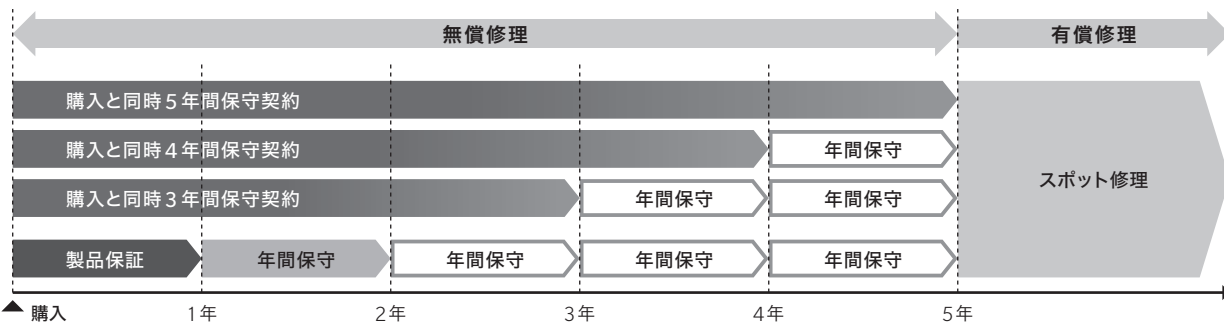 無償修理 有償修理
購入と同時5年間保守契約
購入と同時4年間保守契約 年間保守
スポット修理
購入と同時3年間保守契約 年間保守 年間保守
製品保証 年間保守 年間保守 年間保守 年間保守
▲ 購入 1年 2年 3年 4年 5年